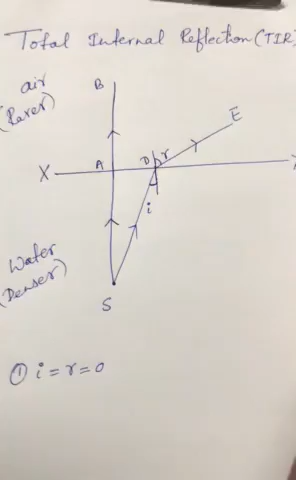 Total Internal Reflection (TIR)
air
(Rarer)
B
E
X
A
D
r
i
Water
(Denser)
S
① i = r = 0